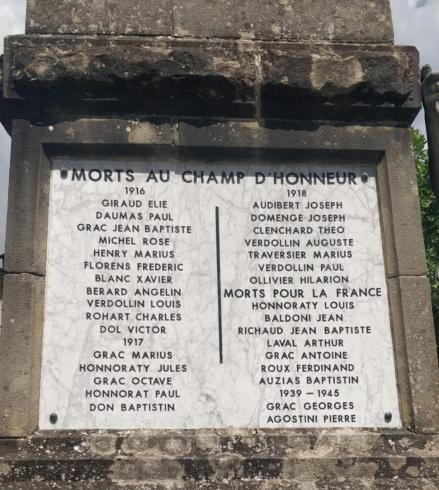 MORTS AU CHAMP D'HONNEUR
1916
GIRAUD ELIE
DAUMAS PAUL
GRAC JEAN BAPTISTE
MICHEL ROSE
HENRY MARIUS
FLORENS FREDERIC
BLANC XAVIER
BERARD ANGELIN
VERDOLLIN LOUIS
ROHART CHARLES
DOL VICTOR
1917
GRAC MARIUS
HONNORATY JULES
GRAC OCTAVE
HONNORAT PAUL
DON BAPTISTIN
1918
AUDIBERT JOSEPH
DOMENGE JOSEPH
CLENCHARD THEO
VERDOLLIN AUGUSTE
TRAVERSIER MARIUS
VERDOLLIN PAUL
OLLIVIER HILARION
MORTS POUR LA FRANCE
HONNORATY LOUIS
BALDONI JEAN
RICHAUD JEAN BAPTISTE
LAVAL ARTHUR
GRAC ANTOINE
ROUX FERDINAND
AUZIAS BAPTISTIN
1939 - 1945
GRAC GEORGES
AGOSTINI PIERRE